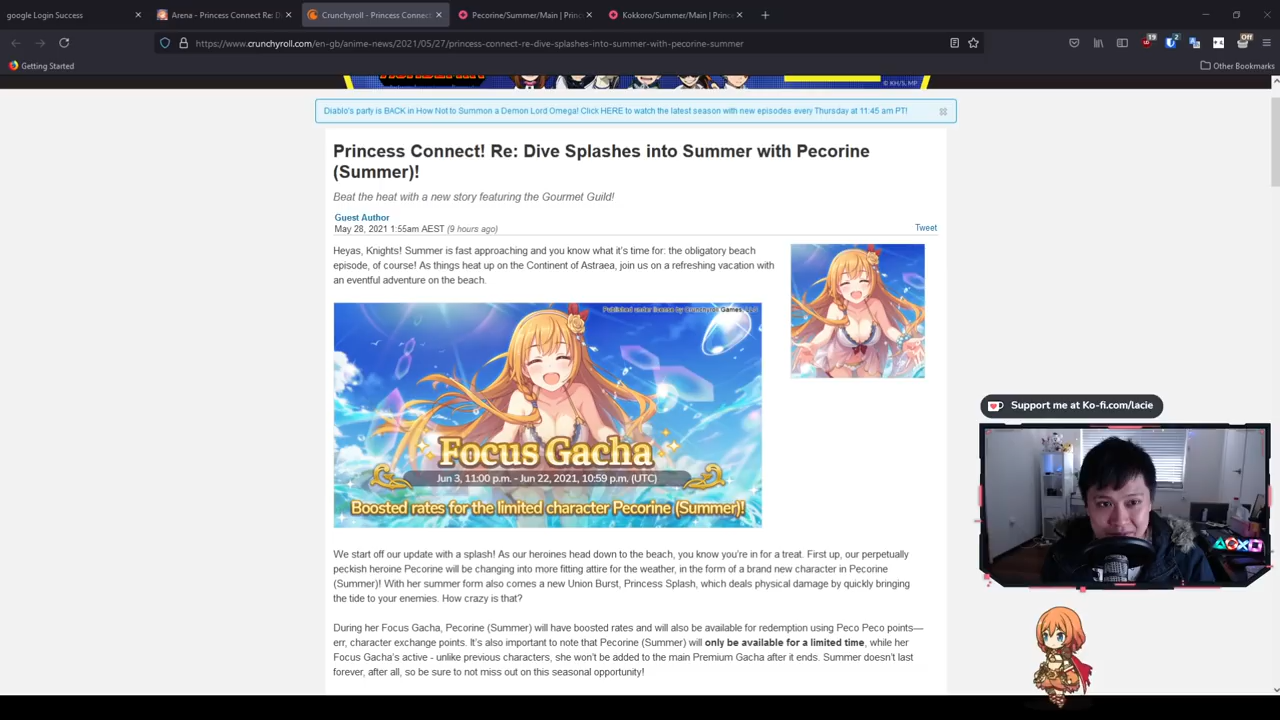 google Login Success
Arena - Princess Connect Re: D
Crunchyroll - Princess Connect
Pecorine/Summer/Main | Princ
Kokkoro/Summer/Main | Princ
19
2
Off
https://www.crunchyroll.com/en-gb/anime-news/2021/05/27/princess-connect-re-dive-splashes-into-summer-with-pecorine-summer
Getting Started
Other Bookmarks
© KH/S, MP
Diablo's party is BACK in How Not to Summon a Demon Lord Omega! Click HERE to watch the latest season with new episodes every Thursday at 11:45 am PT!
Princess Connect! Re: Dive Splashes into Summer with Pecorine
(Summer)!
Beat the heat with a new story featuring the Gourmet Guild!
Guest Author
May 28, 2021 1:55am AEST (9 hours ago)
Tweet
Heyas, Knights! Summer is fast approaching and you know what it's time for: the obligatory beach
episode, of course! As things heat up on the Continent of Astraea, join us on a refreshing vacation with
an eventful adventure on the beach.
Published under license by Crunchyroll Games, LLC
Focus Gacha
Jun 3, 11:00 p.m. - Jun 22, 2021, 10:59 p.m. (UTC)
Boosted rates for the limited character Pecorine (Summer)!
Support me at Ko-fi.com/lacie
We start off our update with a splash! As our heroines head down to the beach, you know you're in for a treat. First up, our perpetually
peckish heroine Pecorine will be changing into more fitting attire for the weather, in the form of a brand new character in Pecorine
(Summer)! With her summer form also comes a new Union Burst, Princess Splash, which deals physical damage by quickly bringing
the tide to your enemies. How crazy is that?
During her Focus Gacha, Pecorine (Summer) will have boosted rates and will also be available for redemption using Peco Peco points—
err, character exchange points. It's also important to note that Pecorine (Summer) will only be available for a limited time, while her
Focus Gacha's active - unlike previous characters, she won't be added to the main Premium Gacha after it ends. Summer doesn't last
forever, after all, so be sure to not miss out on this seasonal opportunity!